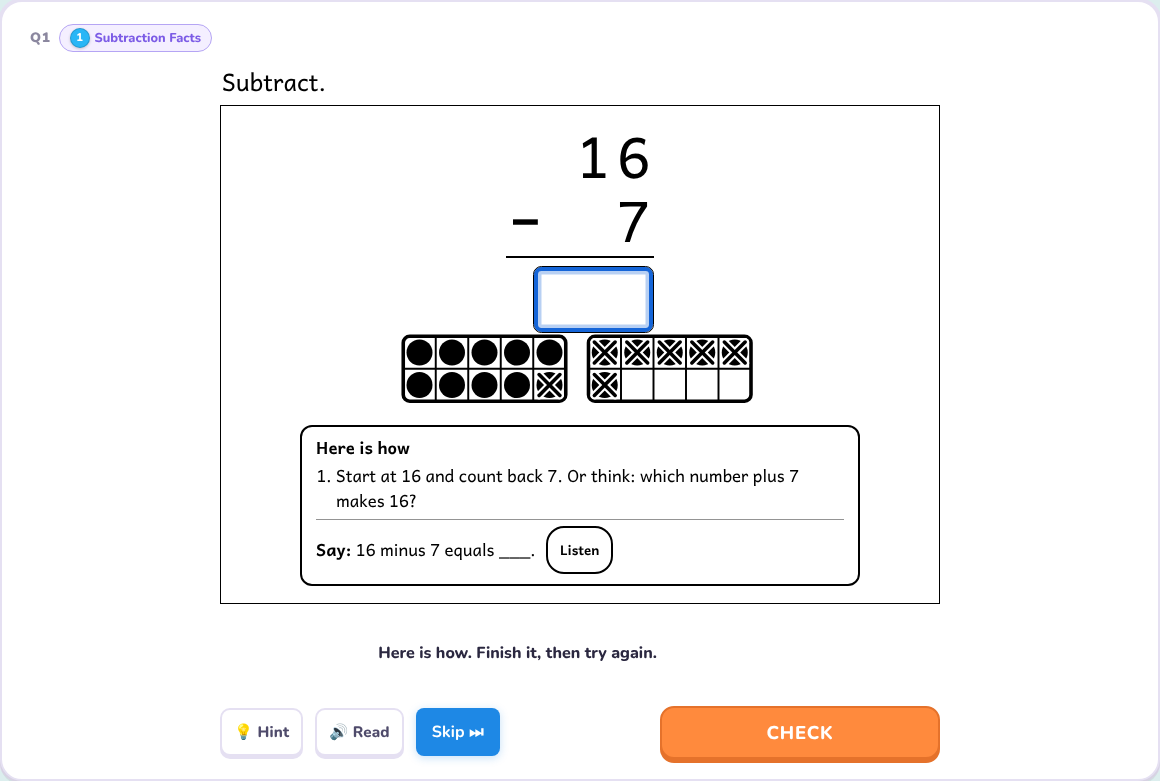 Q1 1 Subtraction Facts
Subtract.
16
- 7
Here is how
1. Start at 16 and count back 7. Or think: which number plus 7
makes 16?
Say: 16 minus 7 equals ___. Listen
Here is how. Finish it, then try again.
💡 Hint 🔊 Read Skip ⏭ CHECK